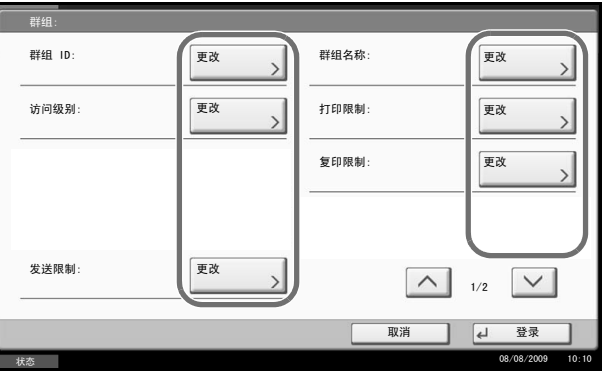 群组:
群组 ID:
更改
群组名称:
更改
访问级别:
更改
打印限制:
更改
复印限制:
更改
发送限制:
更改
1/2
取消
登录
状态
08/08/2009 10:10